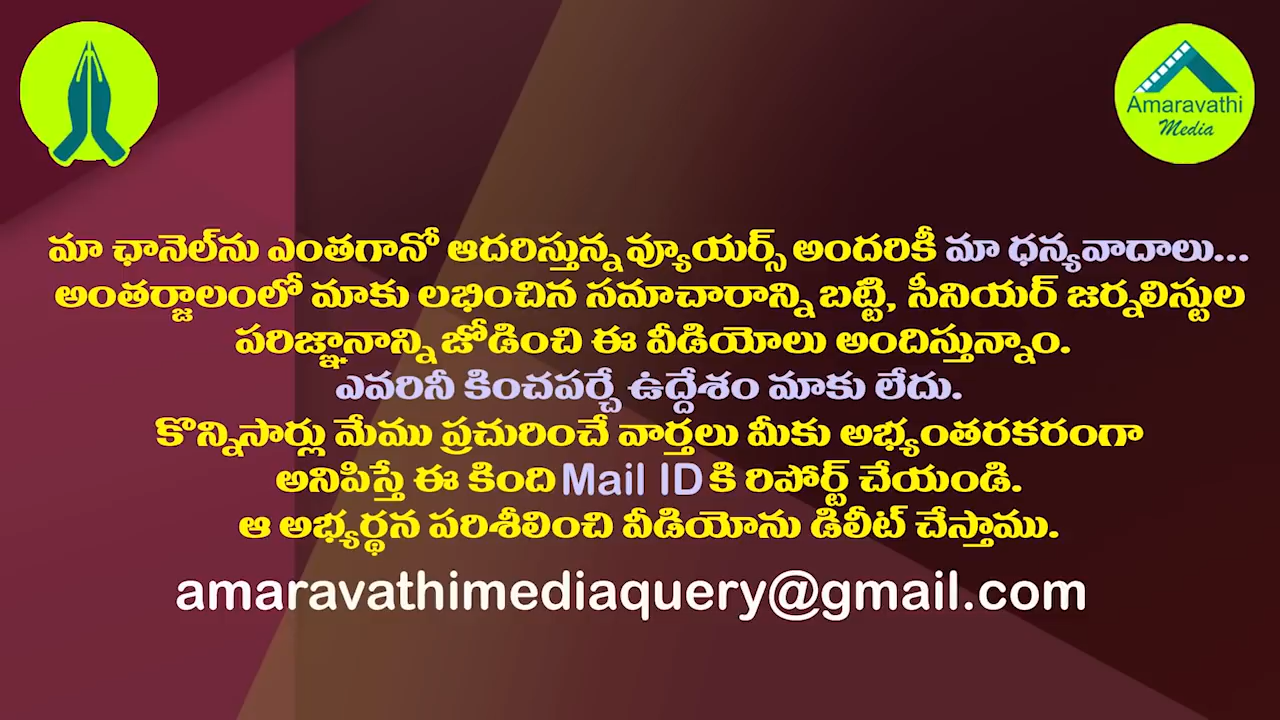 Amaravathi
Media
మా ఛానెల్‌ను ఎంతగానో ఆదరిస్తున్న వ్యూయర్స్ అందరికీ మా ధన్యవాదాలు...
అంతర్జాలంలో మాకు లభించిన సమాచారాన్ని బట్టి, సీనియర్ జర్నలిస్టుల
పరిజ్ఞానాన్ని జోడించి ఈ వీడియోలు అందిస్తున్నాం.
ఎవరినీ కించపర్చే ఉద్దేశం మాకు లేదు.
కొన్నిసార్లు మేము ప్రచురించే వార్తలు మీకు అభ్యంతరకరంగా
అనిపిస్తే ఈ కింది Mail ID కి రిపోర్ట్ చేయండి.
ఆ అభ్యర్థన పరిశీలించి వీడియోను డిలీట్ చేస్తాము.
amaravathimediaquery@gmail.com